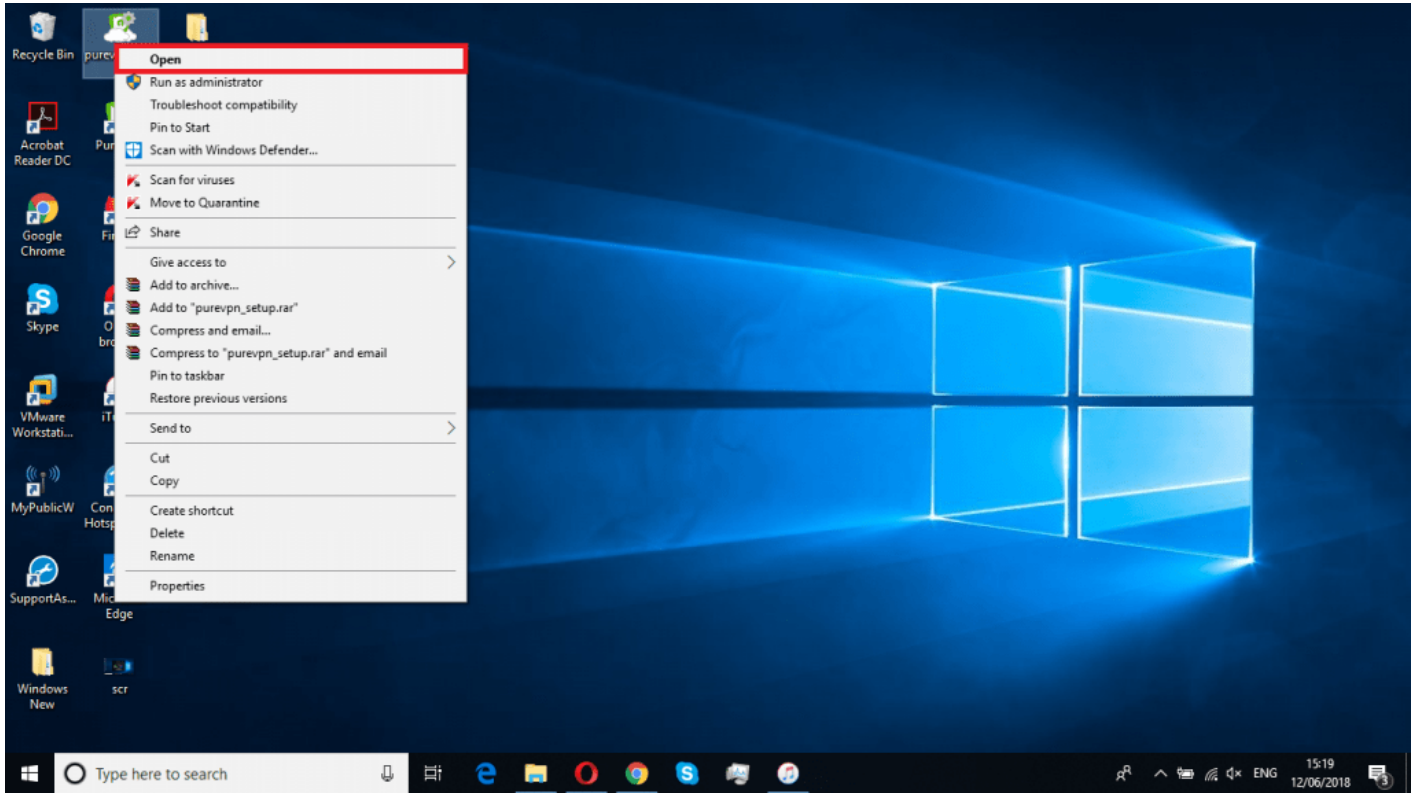 Recycle Bin
Open
Run as administrator
Troubleshoot compatibility
Pin to Start
Scan with Windows Defender...
Scan for viruses
Move to Quarantine
Share
Give access to
Add to archive...
Add to "purevpn_setup.rar"
Compress and email...
Compress to "purevpn_setup.rar" and email
Pin to taskbar
Restore previous versions
Send to
Cut
Copy
Create shortcut
Delete
Rename
Properties
Acrobat
Reader DC
Google
Chrome
Skype
VMware
Workstati...
MyPublicW
SupportAs...
Edge
Windows
New
scr
Type here to search
ENG
15:19
12/06/2018
3